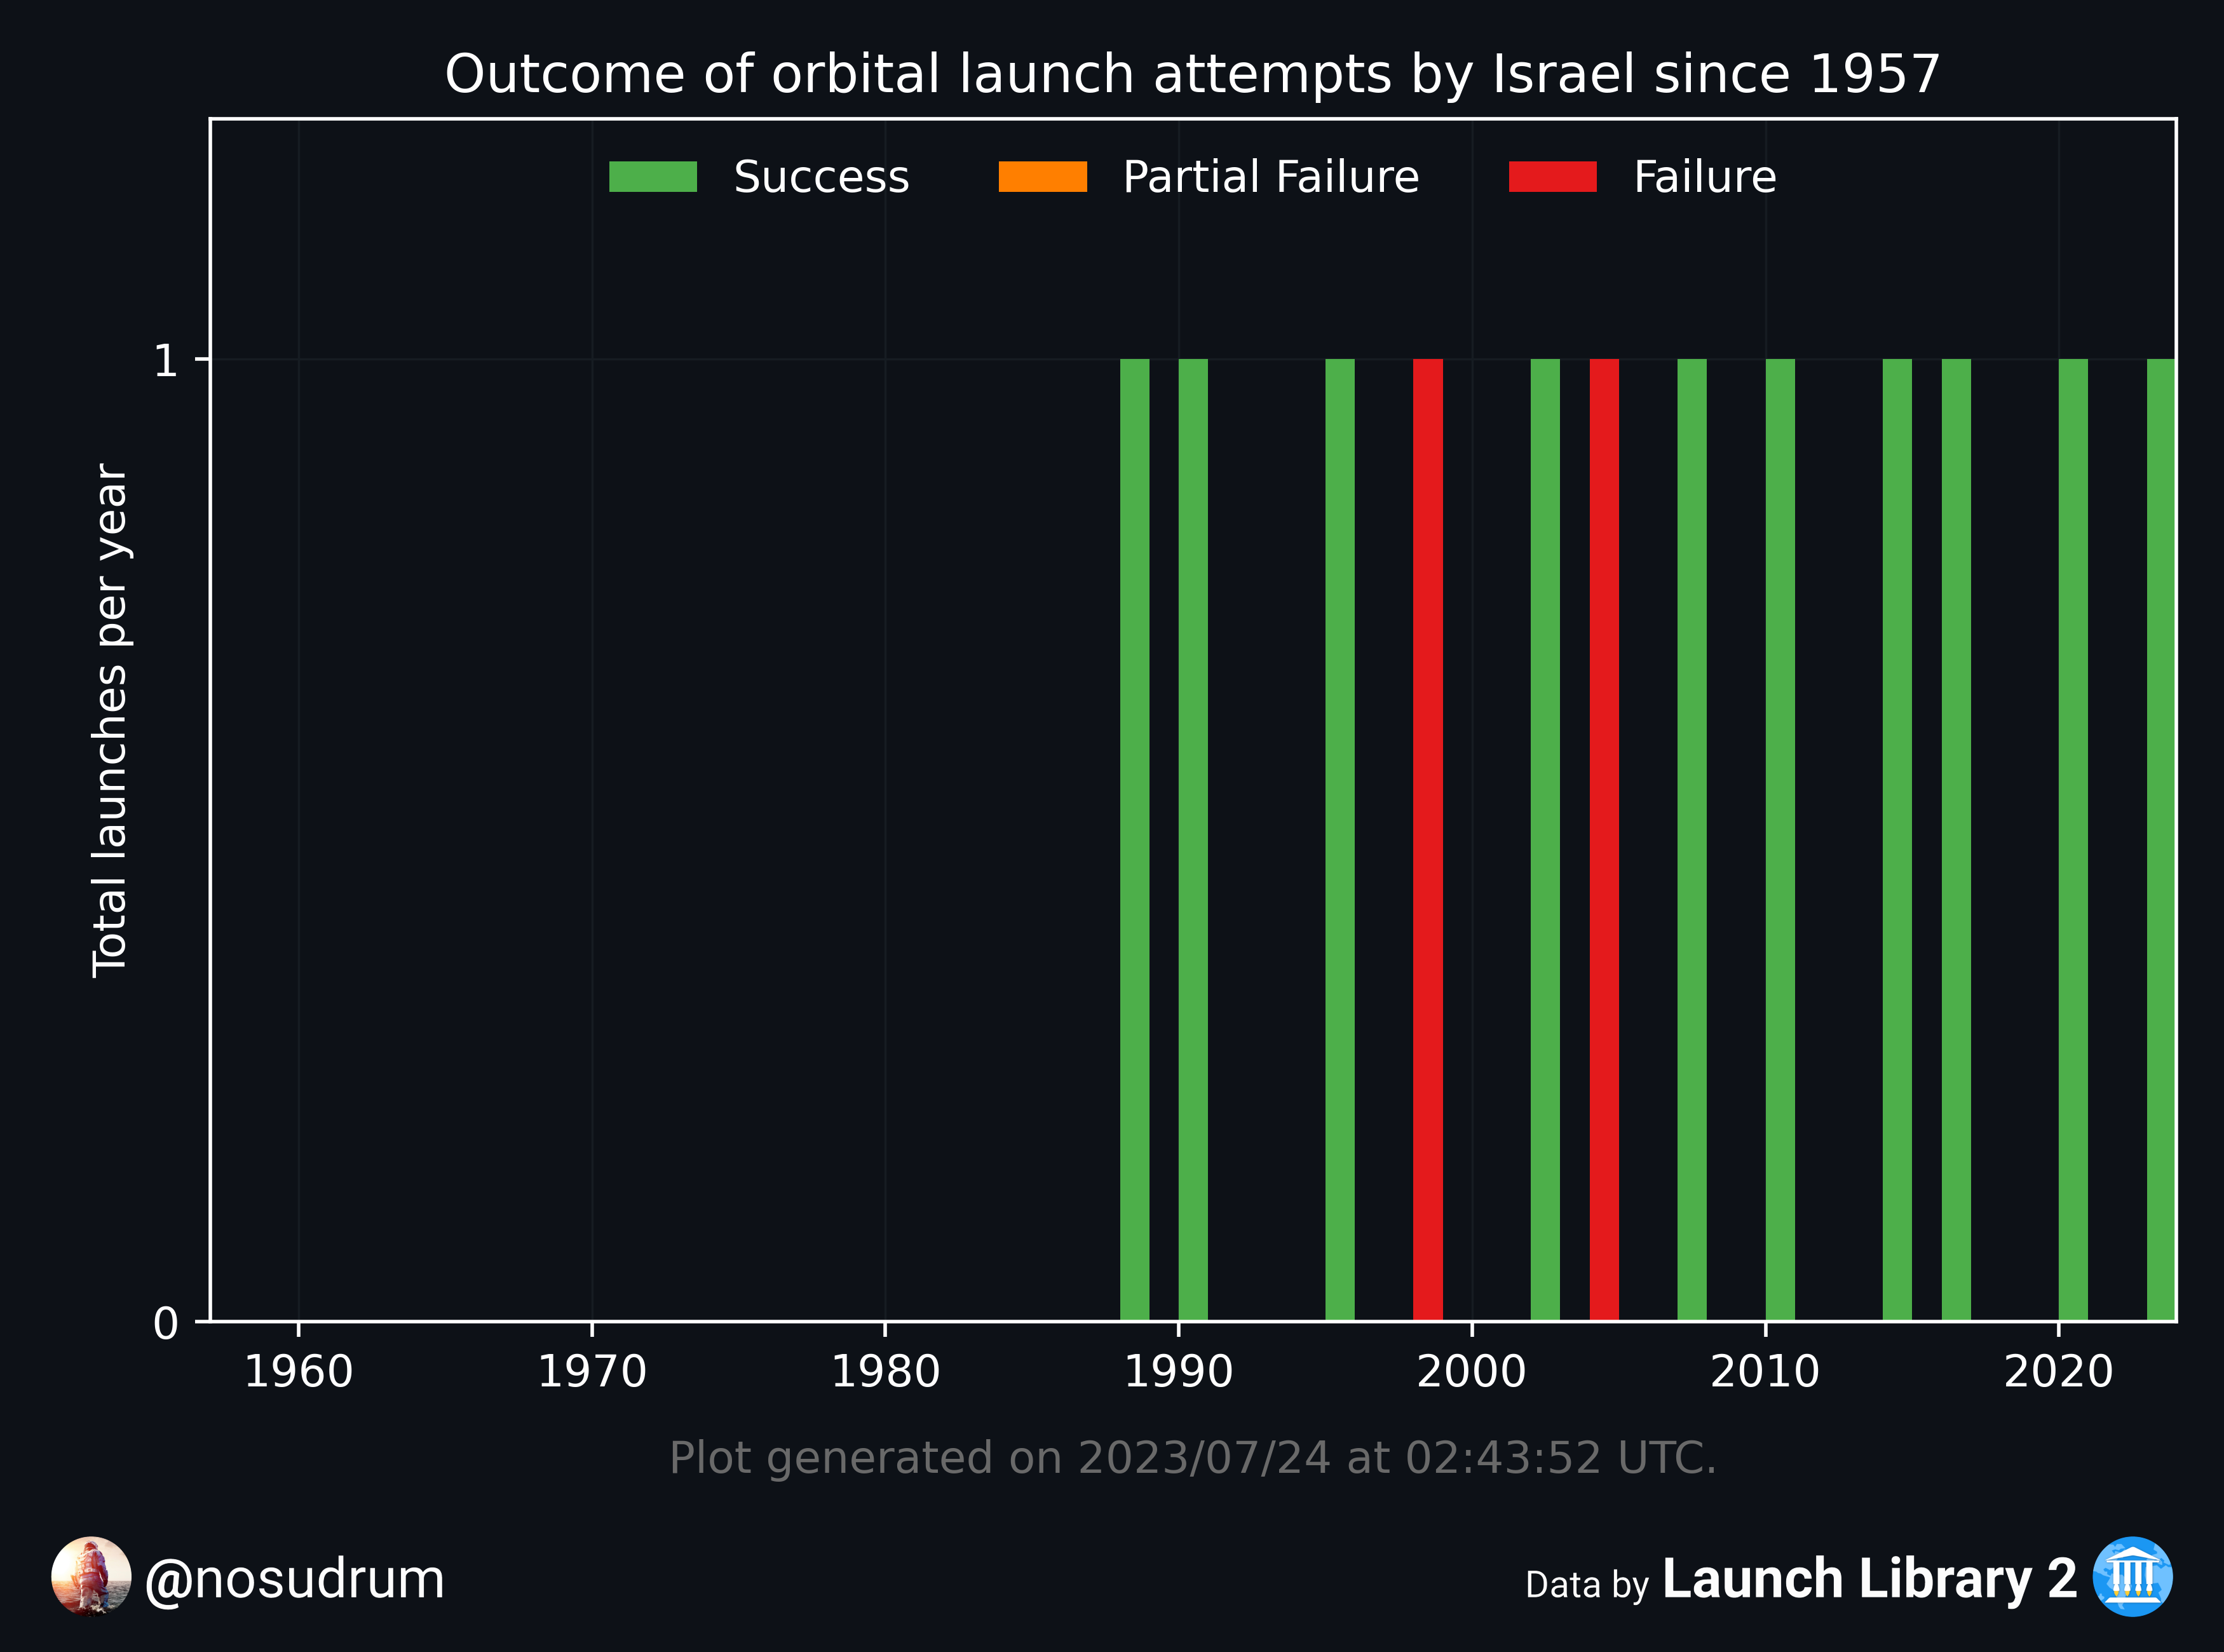 Outcome of orbital launch attempts by Israel since 1957
Success Partial Failure Failure
Total launches per year
1
0
1960 1970 1980 1990 2000 2010 2020
Plot generated on 2023/07/24 at 02:43:52 UTC.
@nosudrum
Data by Launch Library 2